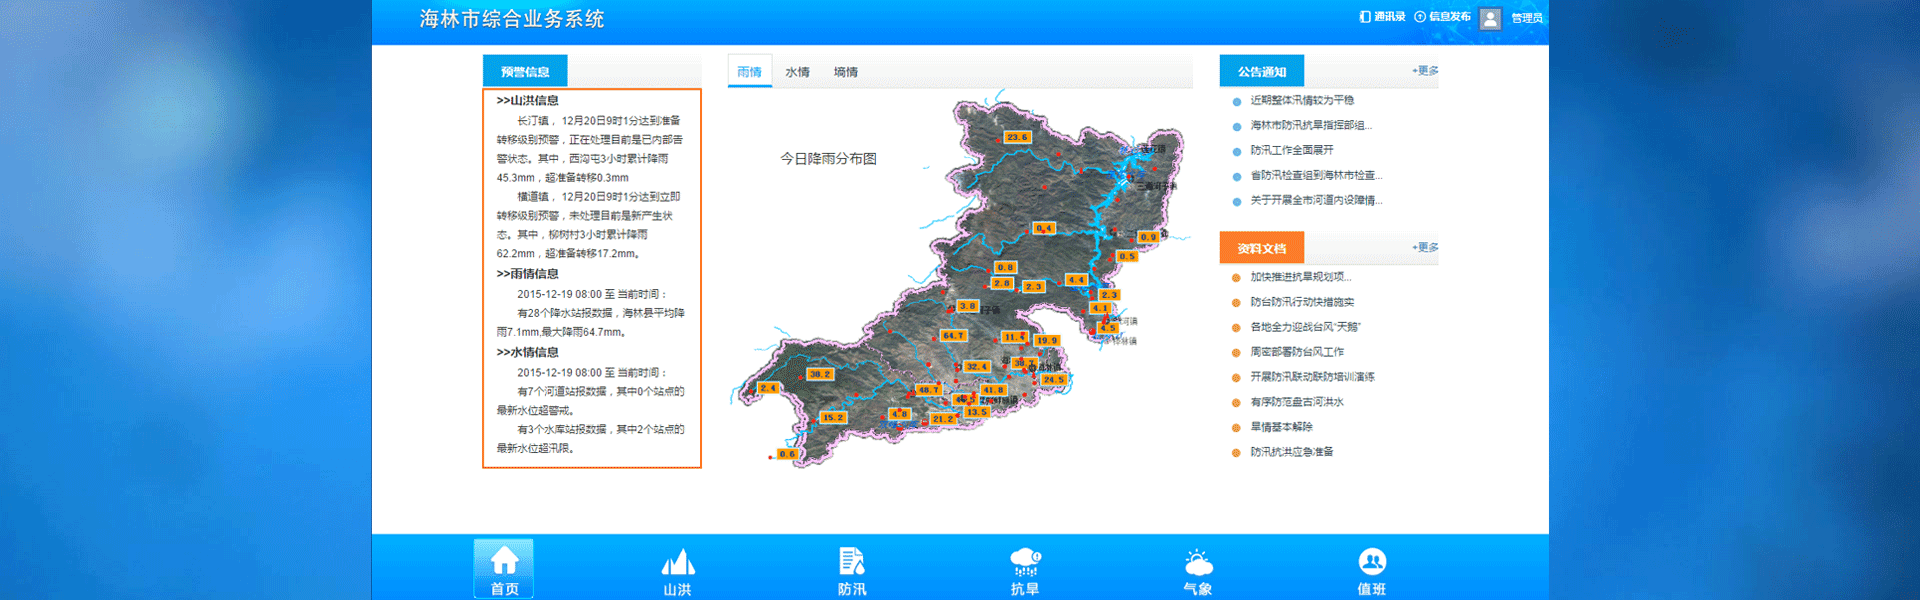 海林市综合业务系统
通讯录
信息发布
管理员
预警信息
>>山洪信息
长汀镇，12月20日9时1分达到准备
转移级别预警，正在处理目前是已内部告
警状态。其中，西沟屯3小时累计降雨
45.3mm，超准备转移0.3mm
横道镇，12月20日9时1分达到立即
转移级别预警，未处理目前是新产生状
态。其中，柳树村3小时累计降雨
62.2mm，超准备转移17.2mm。
>>雨情信息
2015-12-19 08:00 至 当前时间：
有28个降水站报数据，海林县平均降
雨7.1mm,最大降雨64.7mm。
>>水情信息
2015-12-19 08:00 至 当前时间：
有7个河道站报数据，其中0个站点的
最新水位超警戒。
有3个水库站报数据，其中2个站点的
最新水位超汛限。
雨情
水情
墒情
今日降雨分布图
23.6
0.4
0.9
0.5
0.8
2.8
2.3
4.4
2.3
4.1
4.5
3.8
64.7
11.4
19.9
32.4
24.5
38.2
2.4
48.7
41.8
15.2
4.8
21.2
13.5
0.6
公告通知
+更多
近期整体汛情较为平稳
海林市防汛抗旱指挥部组...
防汛工作全面展开
省防汛检查组到海林市检查...
关于开展全市河道内设障情...
资料文档
+更多
加快推进抗旱规划项...
防台防汛行动快措施实
各地全力迎战台风“天鹅”
周密部署防台风工作
开展防汛联动联防培训演练
有序防范盘古河洪水
旱情基本解除
防汛抗洪应急准备
首页
山洪
防汛
抗旱
气象
值班